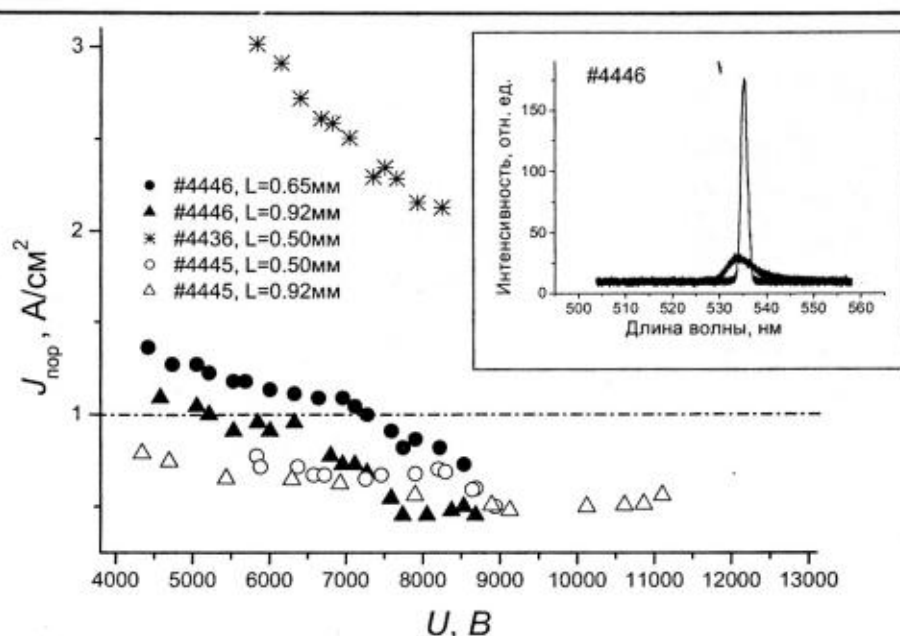 3
2
1
J пор , А/см²
#4446, L=0.65мм
#4446, L=0.92мм
#4436, L=0.50мм
#4445, L=0.50мм
#4445, L=0.92мм
4000 5000 6000 7000 8000 9000 10000 11000 12000 13000
U, В
#4446
Интенсивность, отн. ед.
150
100
50
0
500 510 520 530 540 550 560
Длина волны, нм